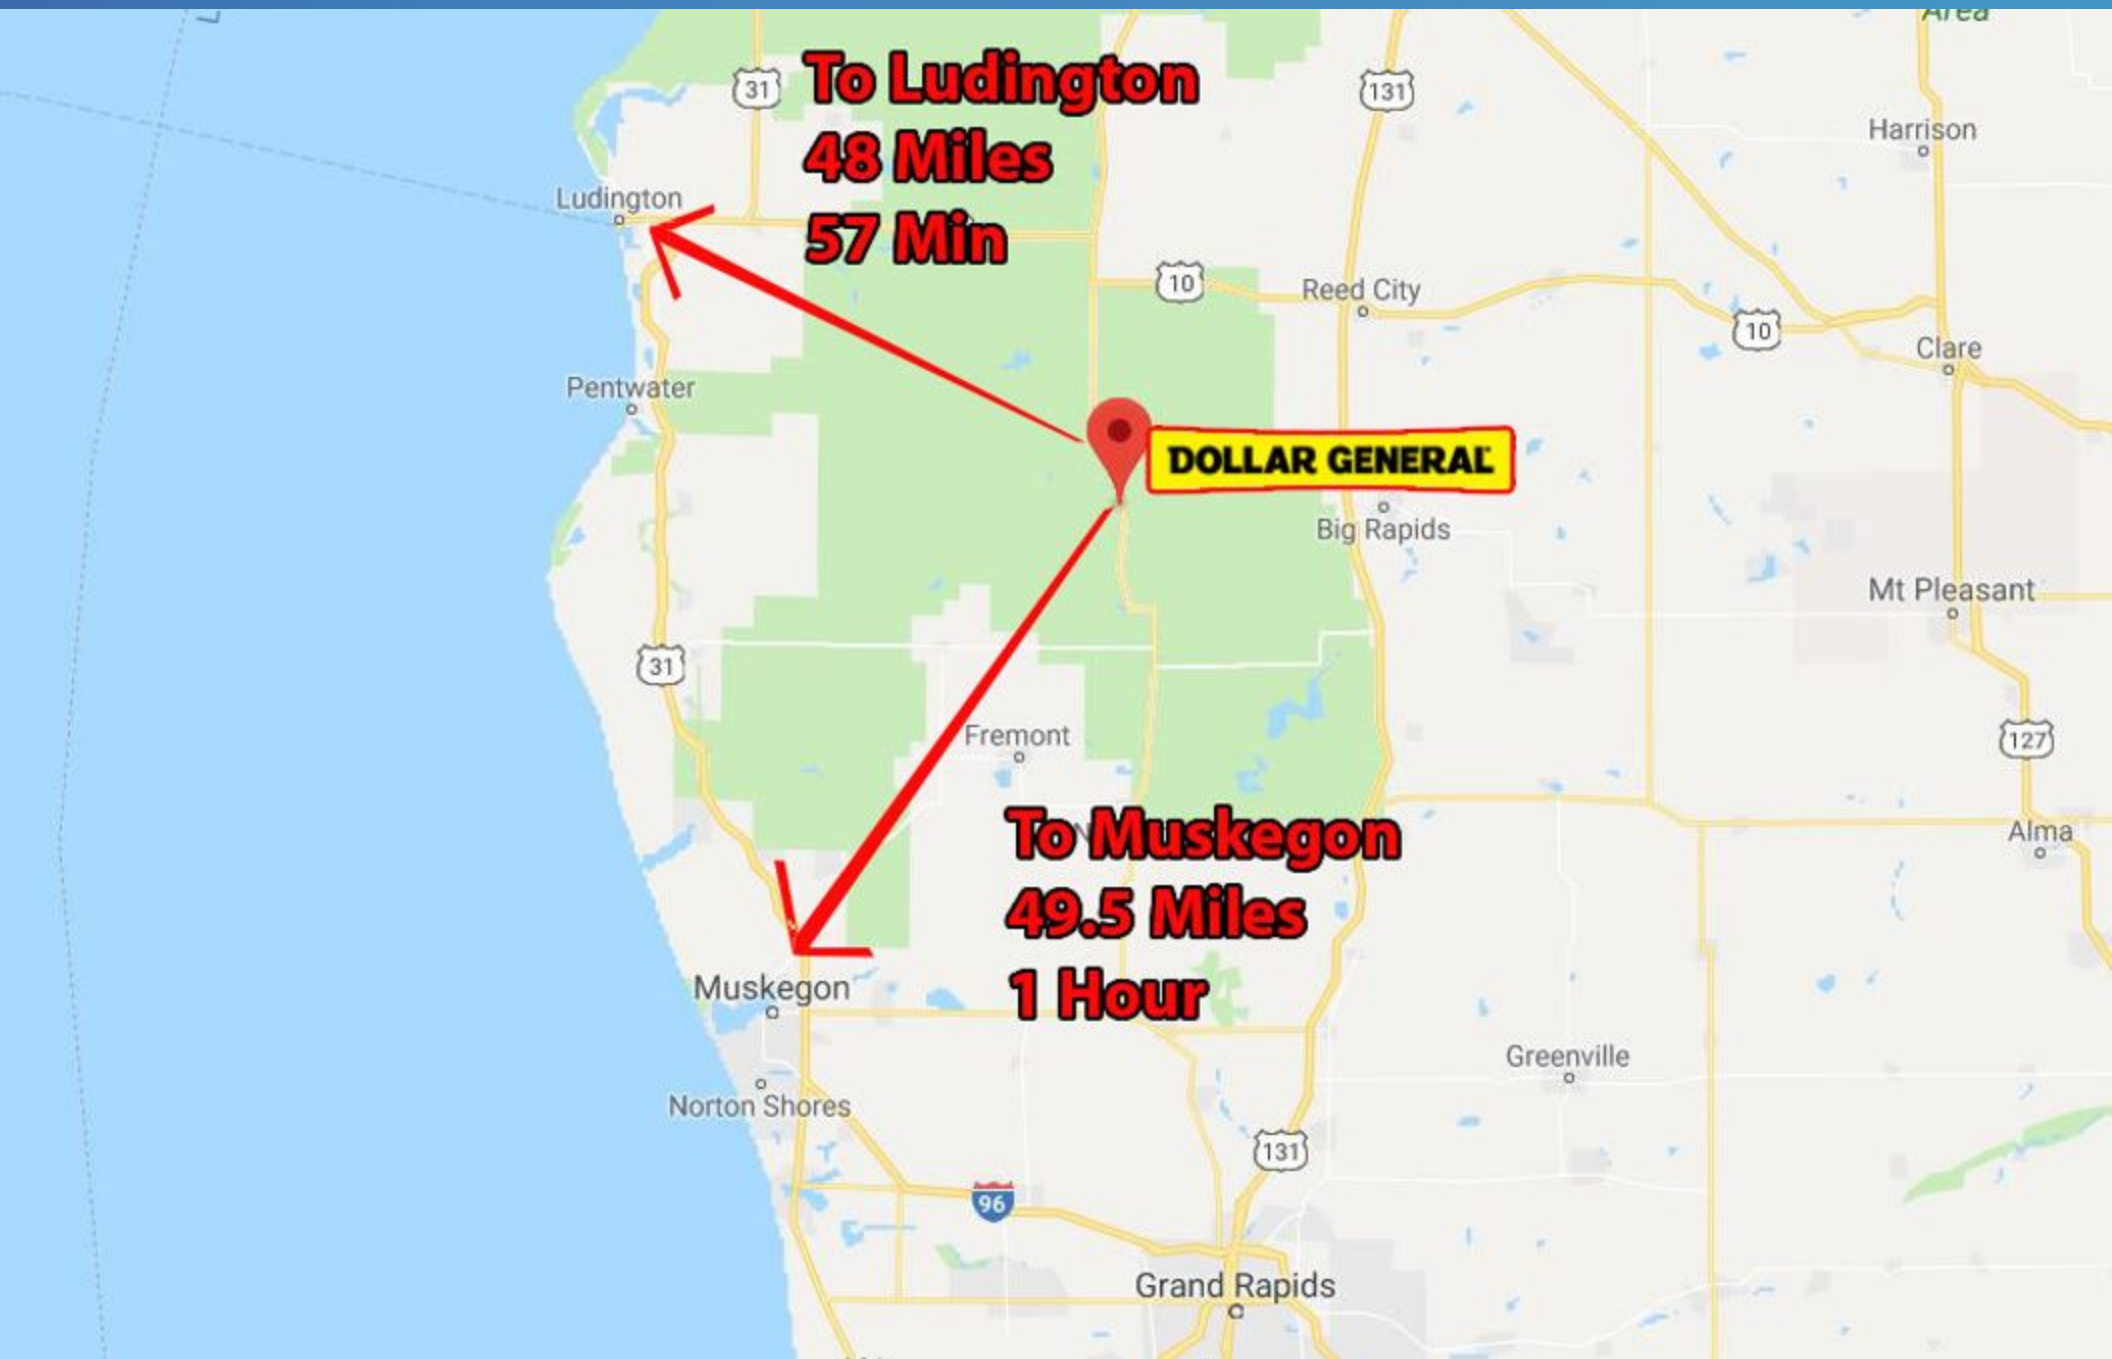 Area
31
To Ludington
131
Harrison
48 Miles
Ludington
57 Min
10
Reed City
10
Clare
Pentwater
DOLLAR GENERAL
Big Rapids
Mt Pleasant
31
Fremont
127
To Muskegon
Alma
49.5 Miles
Muskegon
1 Hour
Greenville
Norton Shores
131
96
Grand Rapids